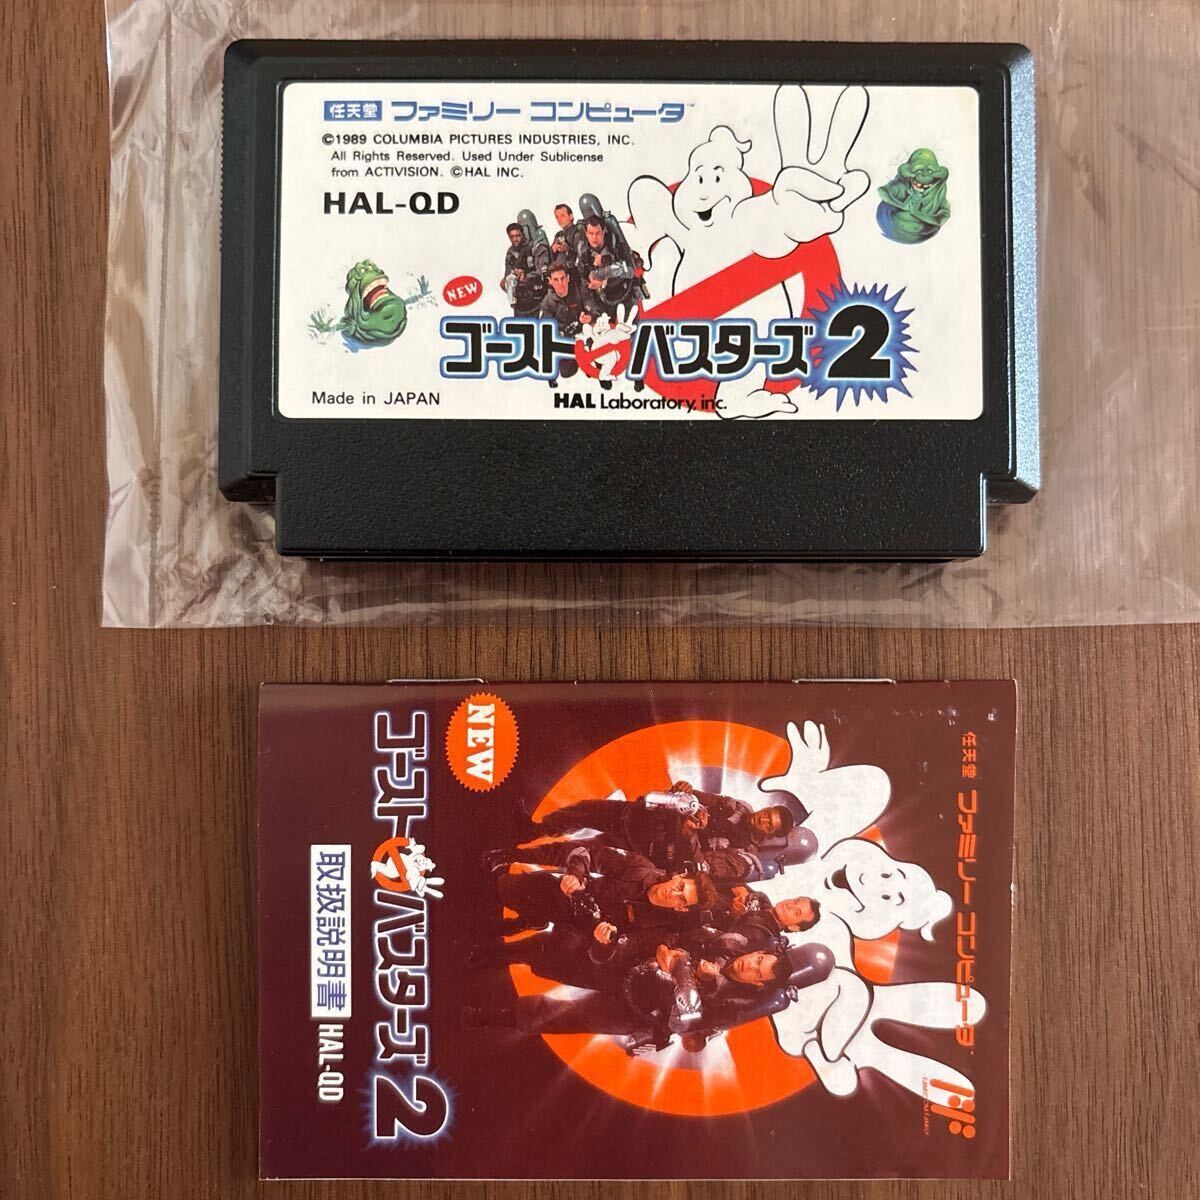 任天堂 ファミリー コンピュータ™
©1989 COLUMBIA PICTURES INDUSTRIES, INC.
All Rights Reserved. Used Under Sublicense
from ACTIVISION. ©HAL INC.
HAL-QD
NEW
ゴーストバスターズ2
Made in JAPAN
HAL Laboratory, inc.
任天堂 ファミリー コンピュータ™
NEW
ゴーストバスターズ2
取扱説明書 HAL-QD